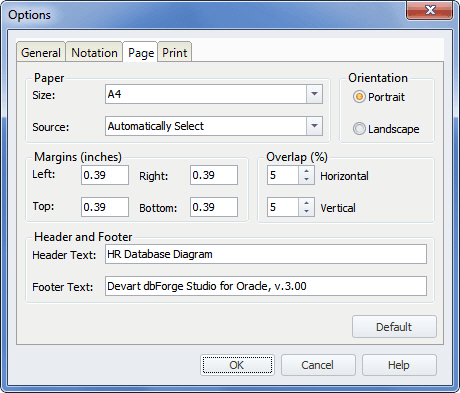 Options
General Notation Page Print
Paper
Size: A4
Source: Automatically Select
Orientation
Portrait
Landscape
Margins (inches)
Left: 0.39 Right: 0.39
Top: 0.39 Bottom: 0.39
Overlap (%)
5 Horizontal
5 Vertical
Header and Footer
Header Text: HR Database Diagram
Footer Text: Devart dbForge Studio for Oracle, v.3.00
Default
OK Cancel Help